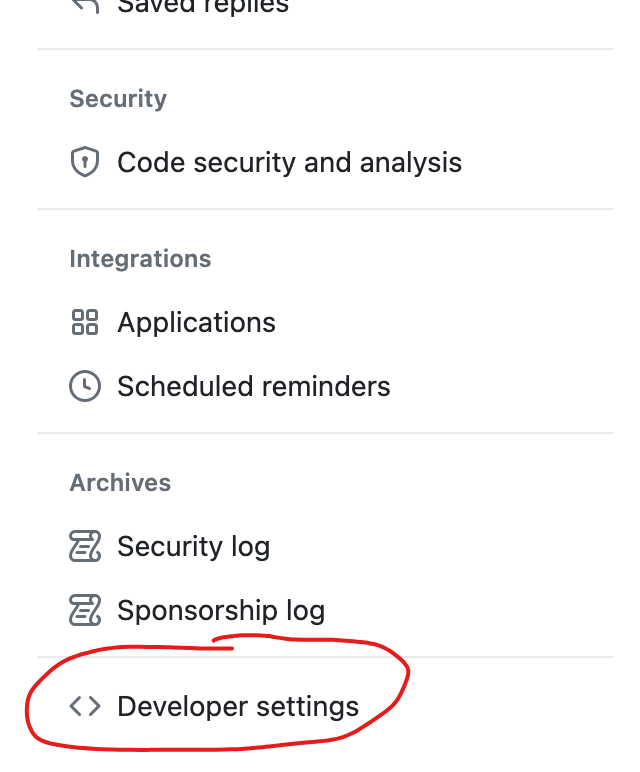 Saved replies
Security
Code security and analysis
Integrations
Applications
Scheduled reminders
Archives
Security log
Sponsorship log
Developer settings